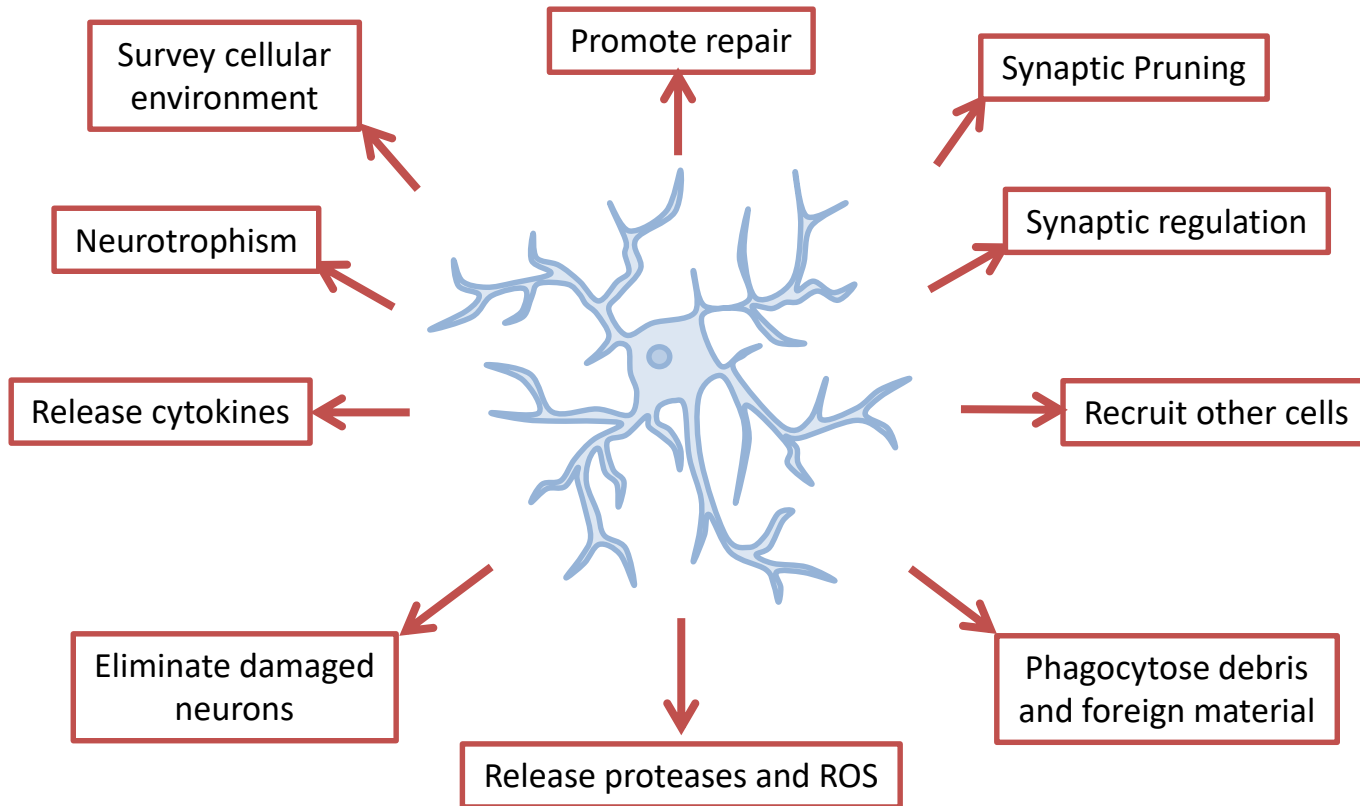 Promote repair
Survey cellular
environment
Synaptic Pruning
Neurotrophism
Synaptic regulation
Release cytokines
Recruit other cells
Eliminate damaged
neurons
Phagocytose debris
and foreign material
Release proteases and ROS